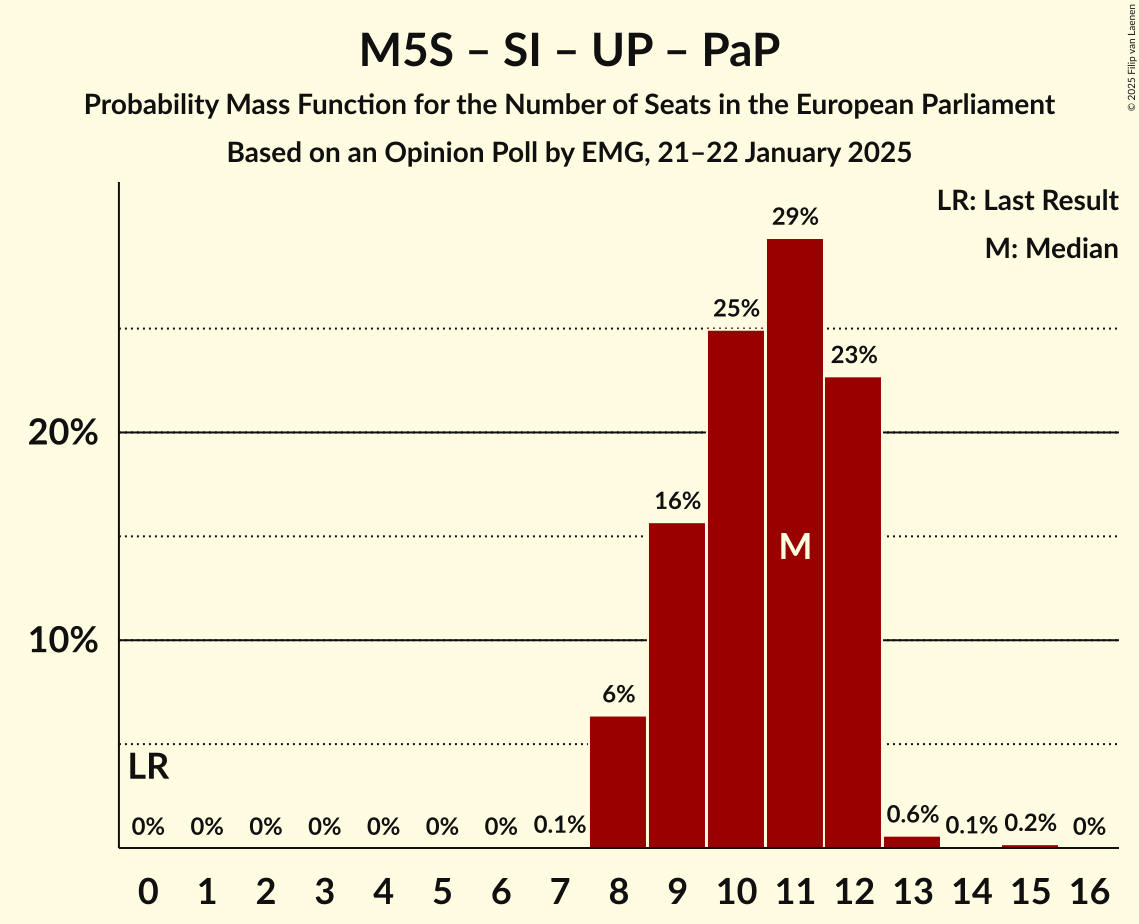 M5S – SI – UP – PaP
Probability Mass Function for the Number of Seats in the European Parliament
Based on an Opinion Poll by EMG, 21–22 January 2025
© 2025 Filip van Laenen
LR: Last Result
M: Median
29%
25%
23%
20%
16%
M
10%
6%
LR
0% 0% 0% 0% 0% 0% 0% 0.1% 0.6% 0.1% 0.2% 0%
0 1 2 3 4 5 6 7 8 9 10 11 12 13 14 15 16